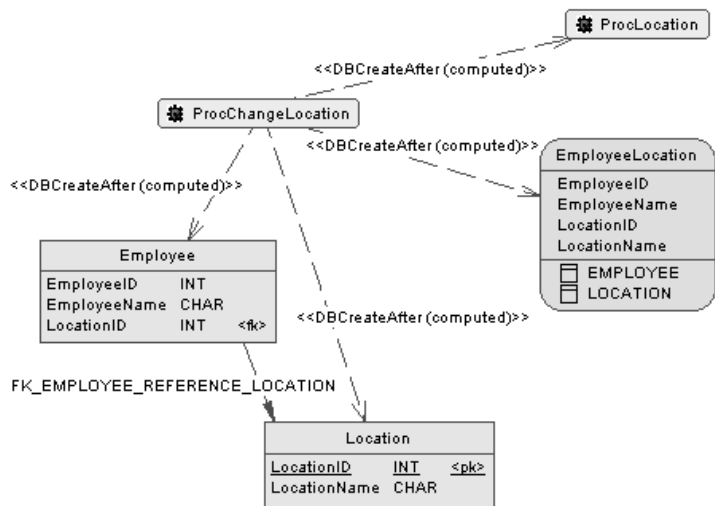 ProcLocation
<<DBCreateAfter (computed)>>
ProcChangeLocation
<<DBCreateAfter (computed)>>
EmployeeLocation
EmployeeID
EmployeeName
LocationID
LocationName
EMPLOYEE
LOCATION
<<DBCreateAfter (computed)>>
Employee
EmployeeID INT
EmployeeName CHAR
LocationID INT <fk>
<<DBCreateAfter (computed)>>
FK_EMPLOYEE_REFERENCE_LOCATION
Location
LocationID INT <pk>
LocationName CHAR